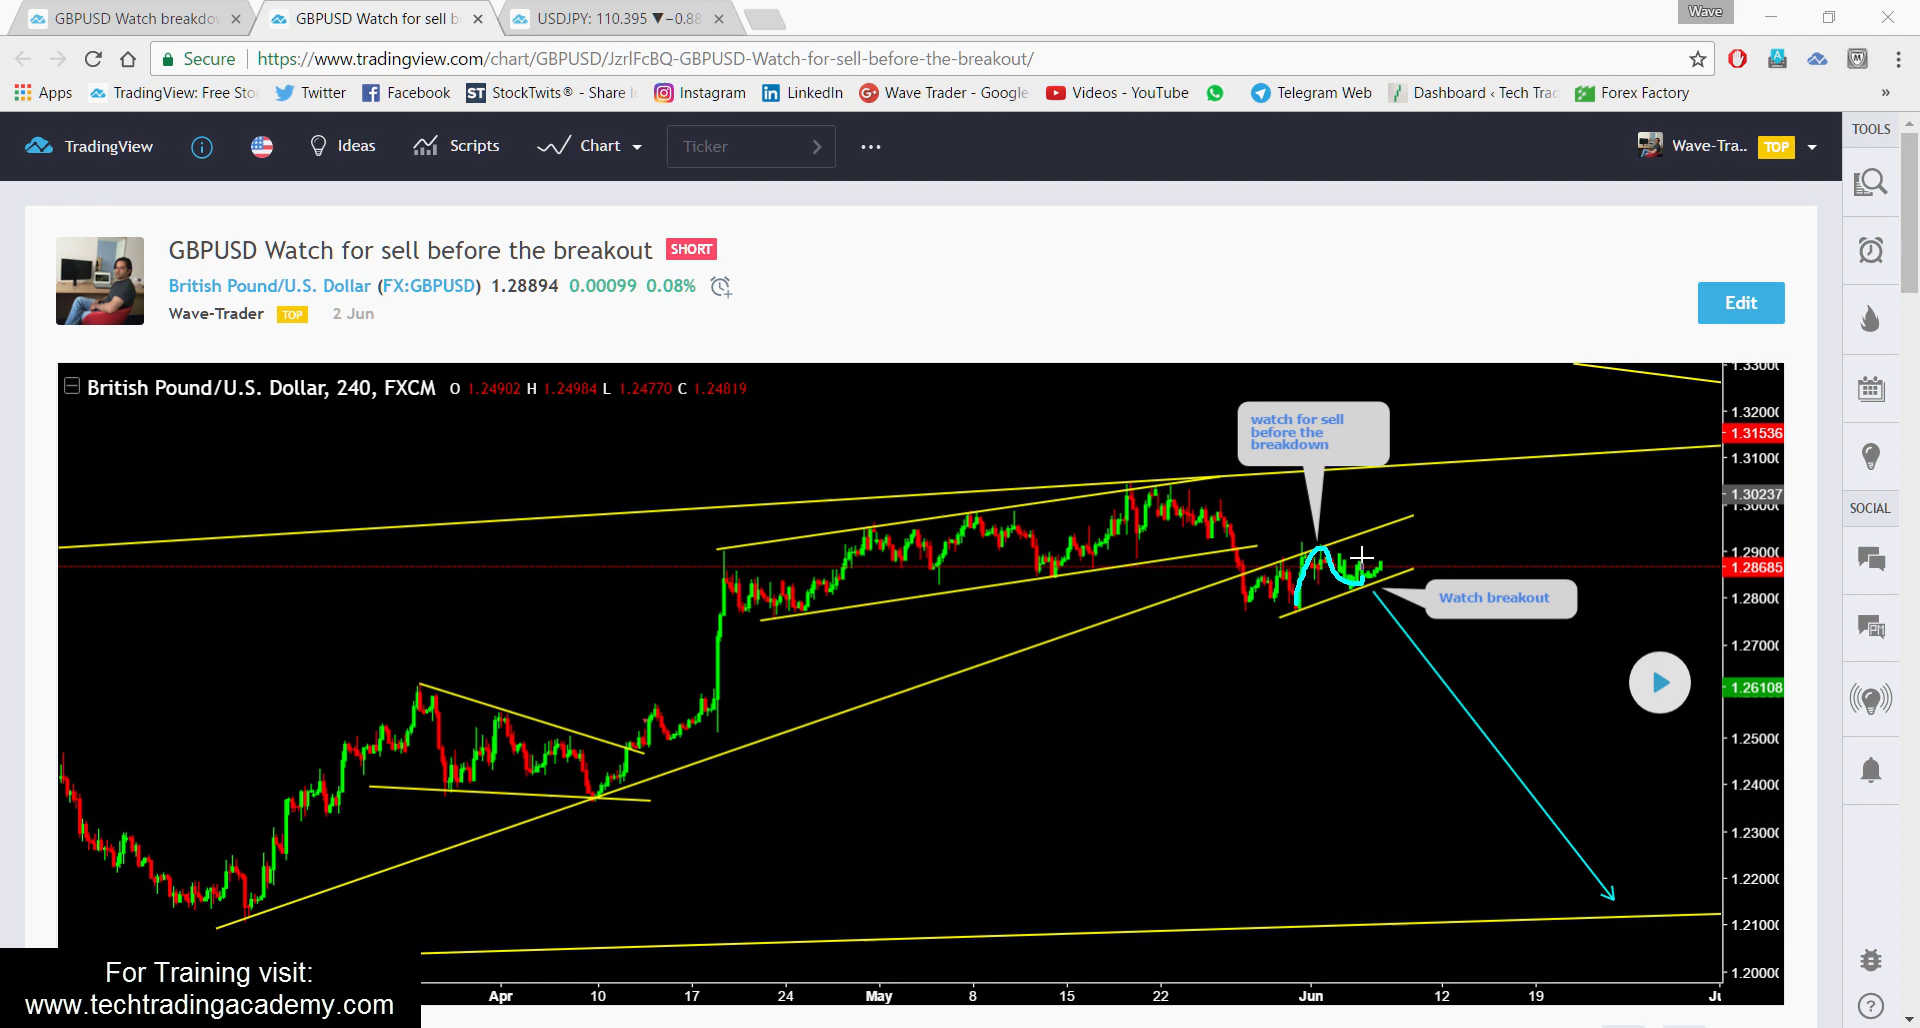 GBPUSD Watch breakdo
GBPUSD Watch for sell b
USDJPY: 110.395 ▼−0.88
Wave
Secure
https://www.tradingview.com/chart/GBPUSD/JzrlFcBQ-GBPUSD-Watch-for-sell-before-the-breakout/
Apps
TradingView: Free Sto
Twitter
Facebook
ST StockTwits® - Share I
Instagram
LinkedIn
Wave Trader - Google
Videos - YouTube
Telegram Web
Dashboard ‹ Tech Trac
Forex Factory
»
TradingView
Ideas
Scripts
Chart
Ticker
Wave-Tra..
TOP
TOOLS
SOCIAL
GBPUSD Watch for sell before the breakout SHORT
British Pound/U.S. Dollar (FX:GBPUSD) 1.28894 0.00099 0.08%
Wave-Trader TOP 2 Jun
Edit
British Pound/U.S. Dollar, 240, FXCM O 1.24902 H 1.24984 L 1.24770 C 1.24819
watch for sell
before the
breakdown
Watch breakout
1.33000
1.32000
1.31536
1.31000
1.30237
1.30000
1.29000
1.28685
1.28000
1.27000
1.26108
1.25000
1.24000
1.23000
1.22000
1.21000
1.20000
Apr 10 17 24 May 8 15 22 Jun 12 19 Ju
For Training visit:
www.techtradingacademy.com